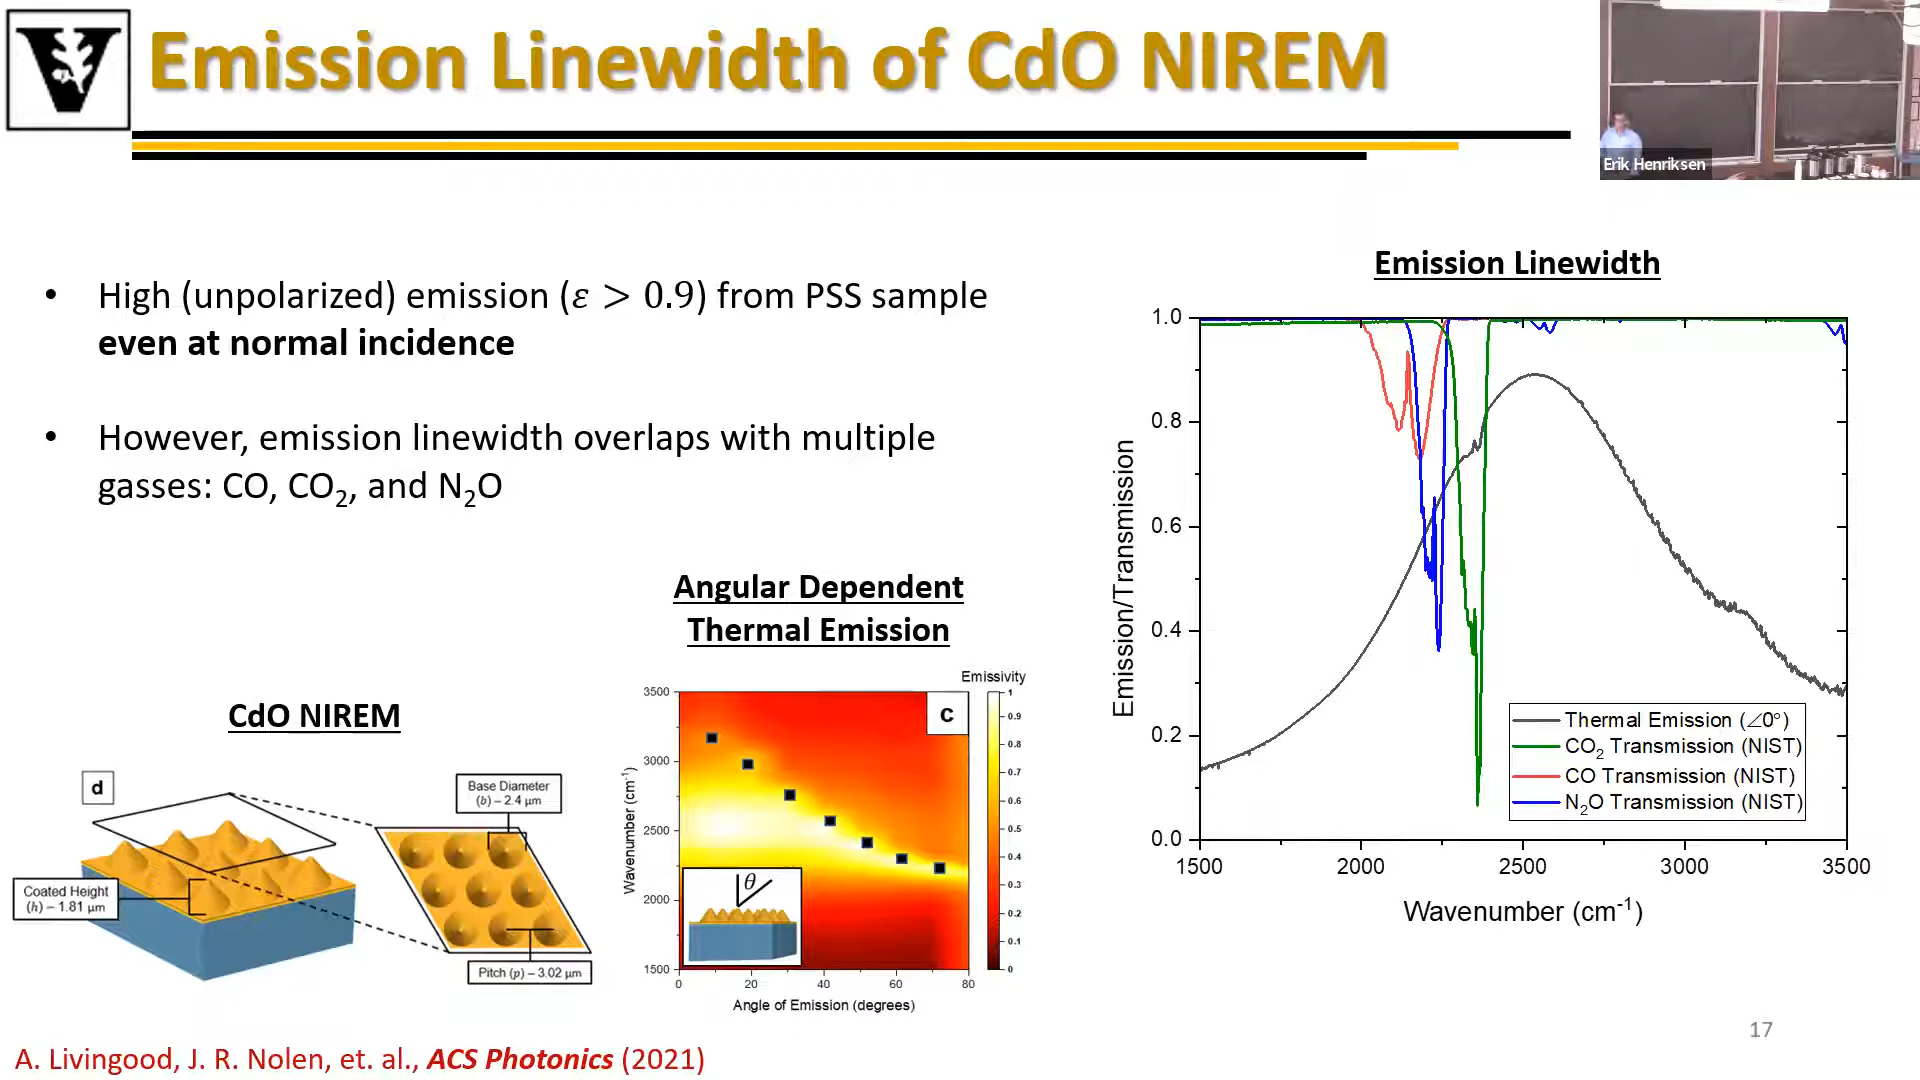 V
Emission Linewidth of CdO NIREM
Erik Henriksen
• High (unpolarized) emission (ε > 0.9) from PSS sample
even at normal incidence
• However, emission linewidth overlaps with multiple
gasses: CO, CO₂, and N₂O
CdO NIREM
d
Base Diameter
(b) – 2.4 µm
Coated Height
(h) – 1.81 µm
Pitch (p) – 3.02 µm
Angular Dependent
Thermal Emission
Emissivity
c
3500
3000
2500
2000
1500
Wavenumber (cm⁻¹)
θ
0 20 40 60 80
Angle of Emission (degrees)
1
0.9
0.8
0.7
0.6
0.5
0.4
0.3
0.2
0.1
0
Emission Linewidth
1.0
0.8
0.6
0.4
0.2
0.0
Emission/Transmission
Thermal Emission (∠0°)
CO₂ Transmission (NIST)
CO Transmission (NIST)
N₂O Transmission (NIST)
1500 2000 2500 3000 3500
Wavenumber (cm⁻¹)
17
A. Livingood, J. R. Nolen, et. al., ACS Photonics (2021)